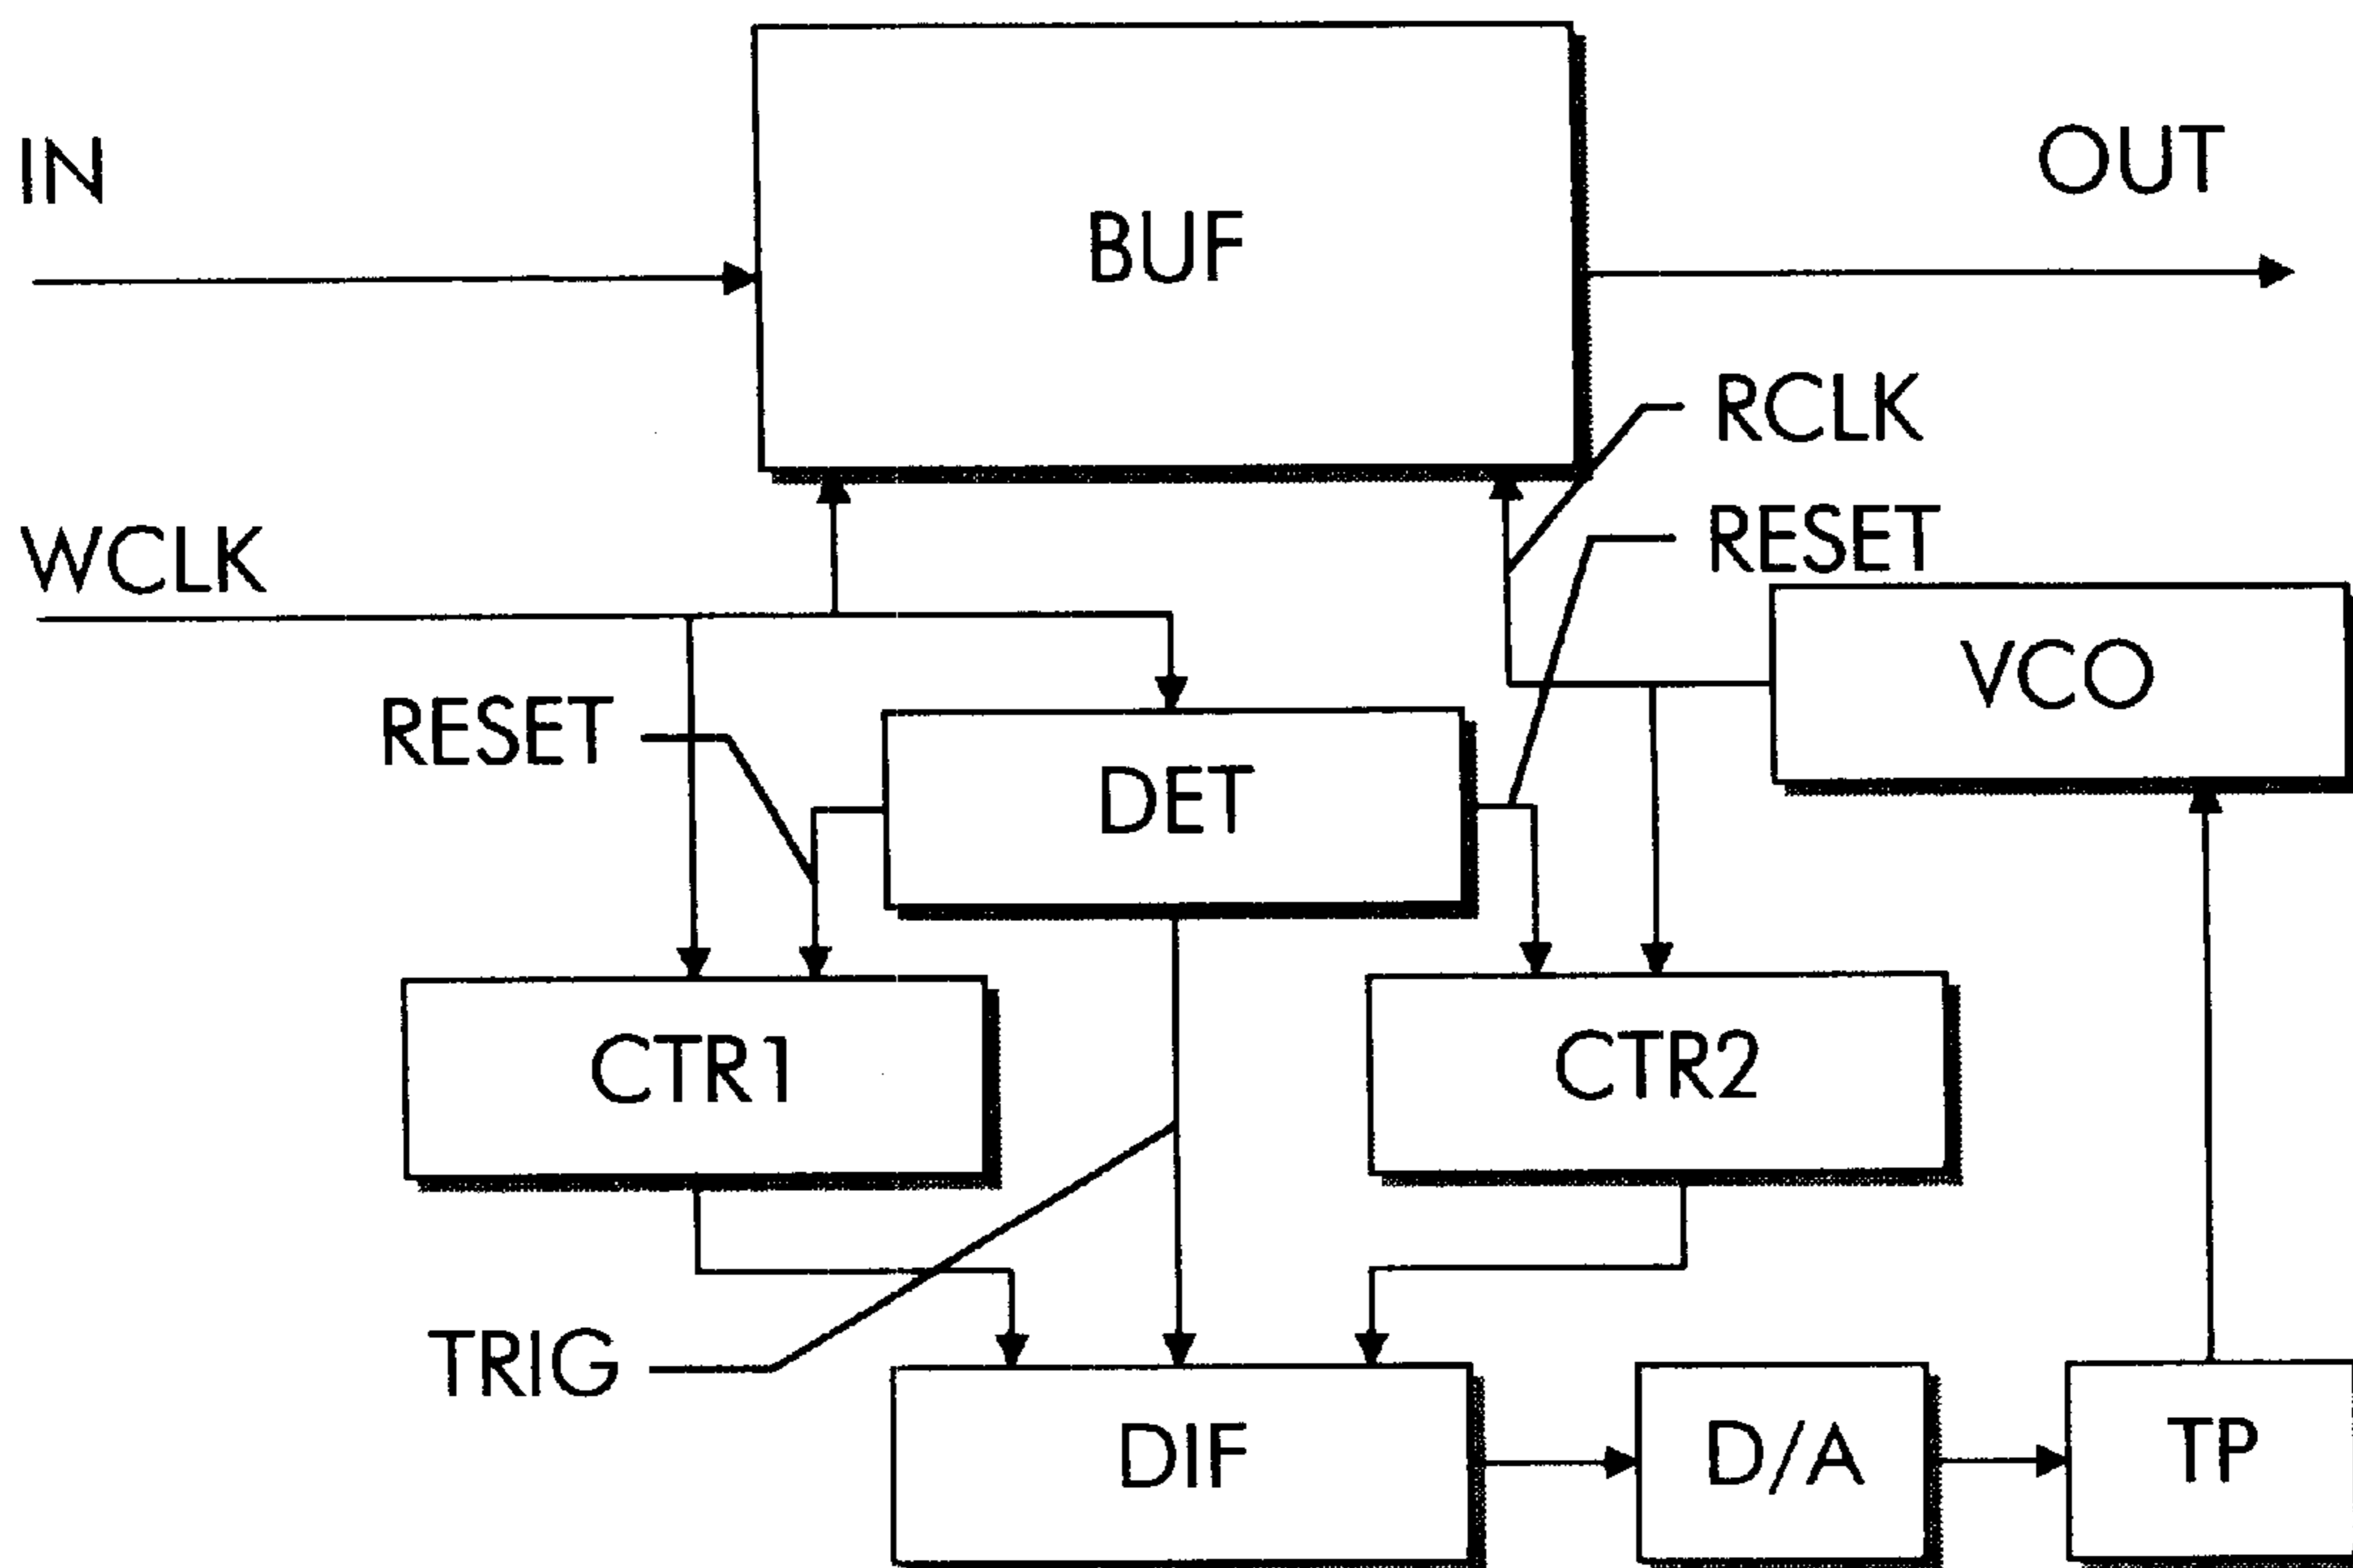 IN
OUT
BUF
RCLK
RESET
WCLK
VCO
RESET
DET
CTR1
CTR2
TRIG
DIF
D/A
TP